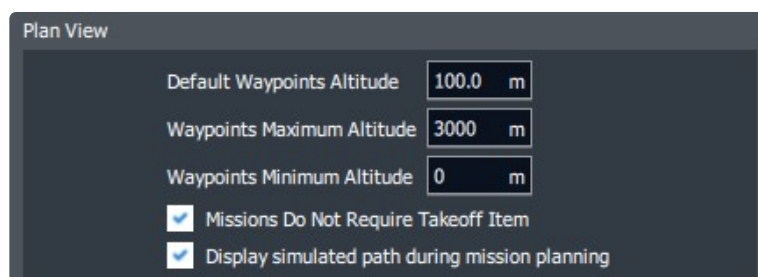 Plan View
Default Waypoints Altitude 100.0 m
Waypoints Maximum Altitude 3000 m
Waypoints Minimum Altitude 0 m
Missions Do Not Require Takeoff Item
Display simulated path during mission planning